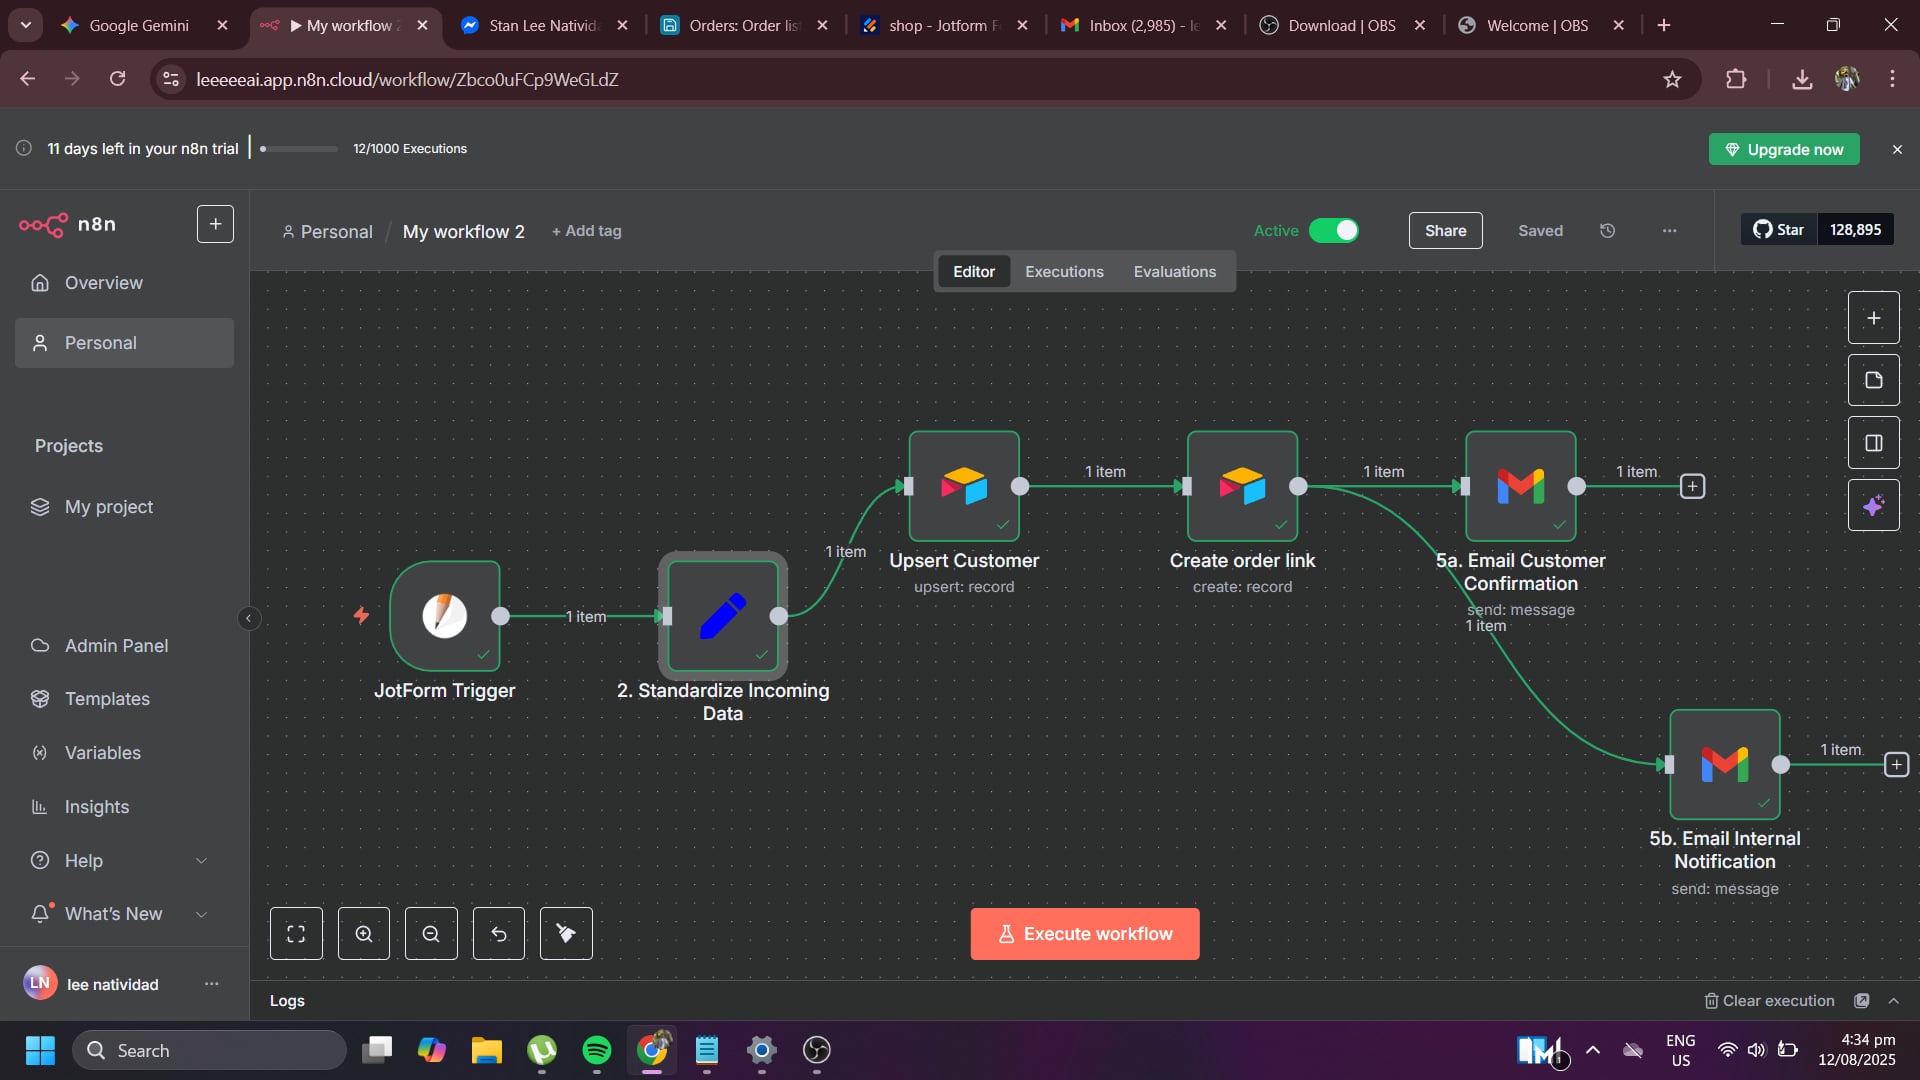 Google Gemini
My workflow 2
Stan Lee Nativida
Orders: Order lis
shop - Jotform F
Inbox (2,985) - le
Download | OBS
Welcome | OBS
leeeeeai.app.n8n.cloud/workflow/Zbco0uFCp9WeGLdZ
11 days left in your n8n trial
12/1000 Executions
Upgrade now
n8n
Personal / My workflow 2 + Add tag
Active
Share
Saved
Star 128,895
Editor
Executions
Evaluations
Overview
Personal
Projects
My project
Admin Panel
Templates
Variables
Insights
Help
What's New
LN lee natividad
1 item
1 item
1 item
1 item
1 item
1 item
1 item
JotForm Trigger
2. Standardize Incoming
Data
Upsert Customer
upsert: record
Create order link
create: record
5a. Email Customer
Confirmation
send: message
5b. Email Internal
Notification
send: message
Execute workflow
Logs
Clear execution
Search
1
ENG
US
4:34 pm
12/08/2025